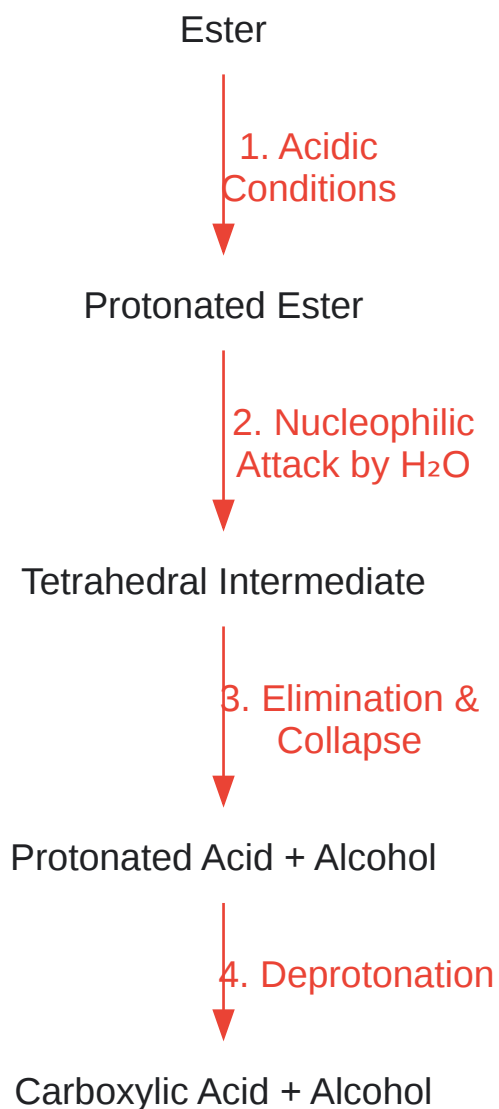 Ester
1. Acidic
Conditions
Protonated Ester
2. Nucleophilic
Attack by H₂O
Tetrahedral Intermediate
3. Elimination &
Collapse
Protonated Acid + Alcohol
4. Deprotonation
Carboxylic Acid + Alcohol